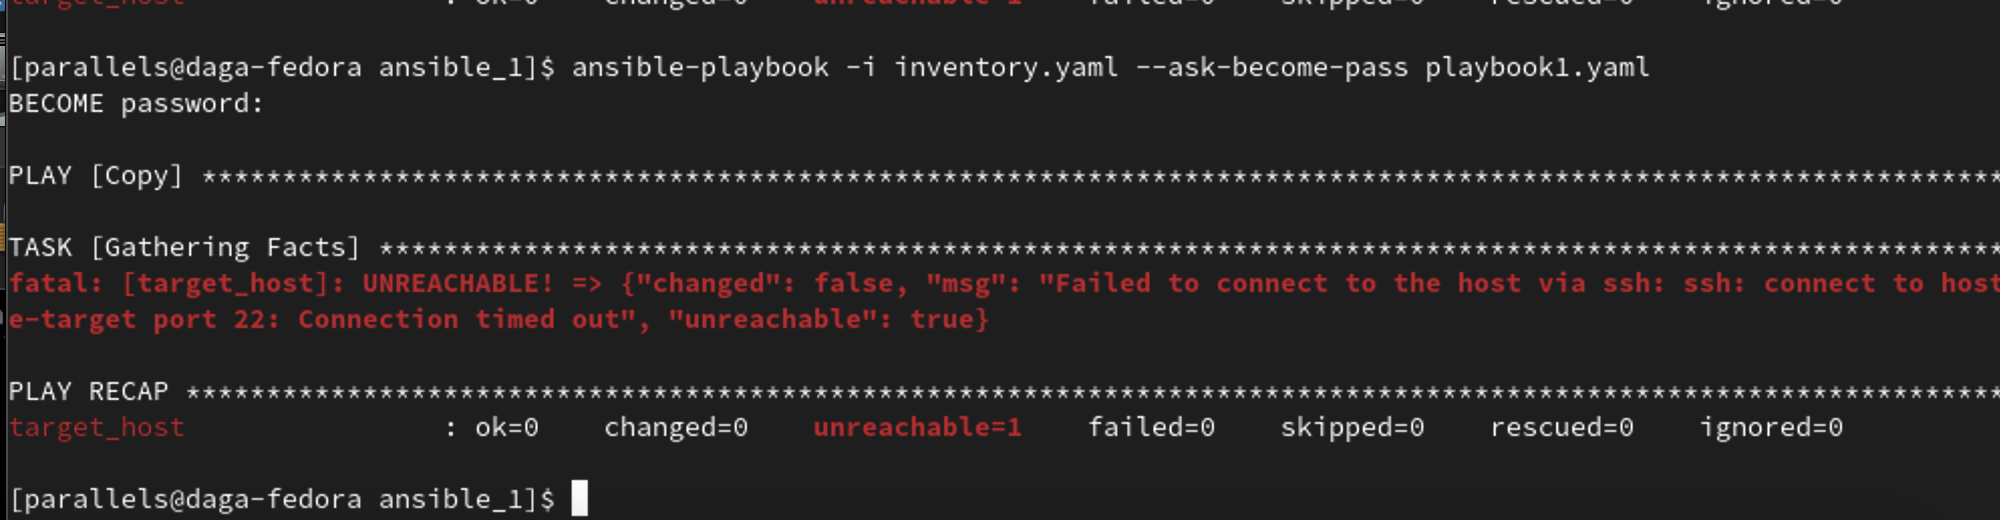 target_host : ok=0 changed=0 unreachable=1 failed=0 skipped=0 rescued=0 ignored=0
[parallels@daga-fedora ansible_1]$ ansible-playbook -i inventory.yaml --ask-become-pass playbook1.yaml
BECOME password:
PLAY [Copy] ****************************************************************************************************************
TASK [Gathering Facts] *****************************************************************************************************
fatal: [target_host]: UNREACHABLE! => {"changed": false, "msg": "Failed to connect to the host via ssh: ssh: connect to host
e-target port 22: Connection timed out", "unreachable": true}
PLAY RECAP *****************************************************************************************************************
target_host : ok=0 changed=0 unreachable=1 failed=0 skipped=0 rescued=0 ignored=0
[parallels@daga-fedora ansible_1]$